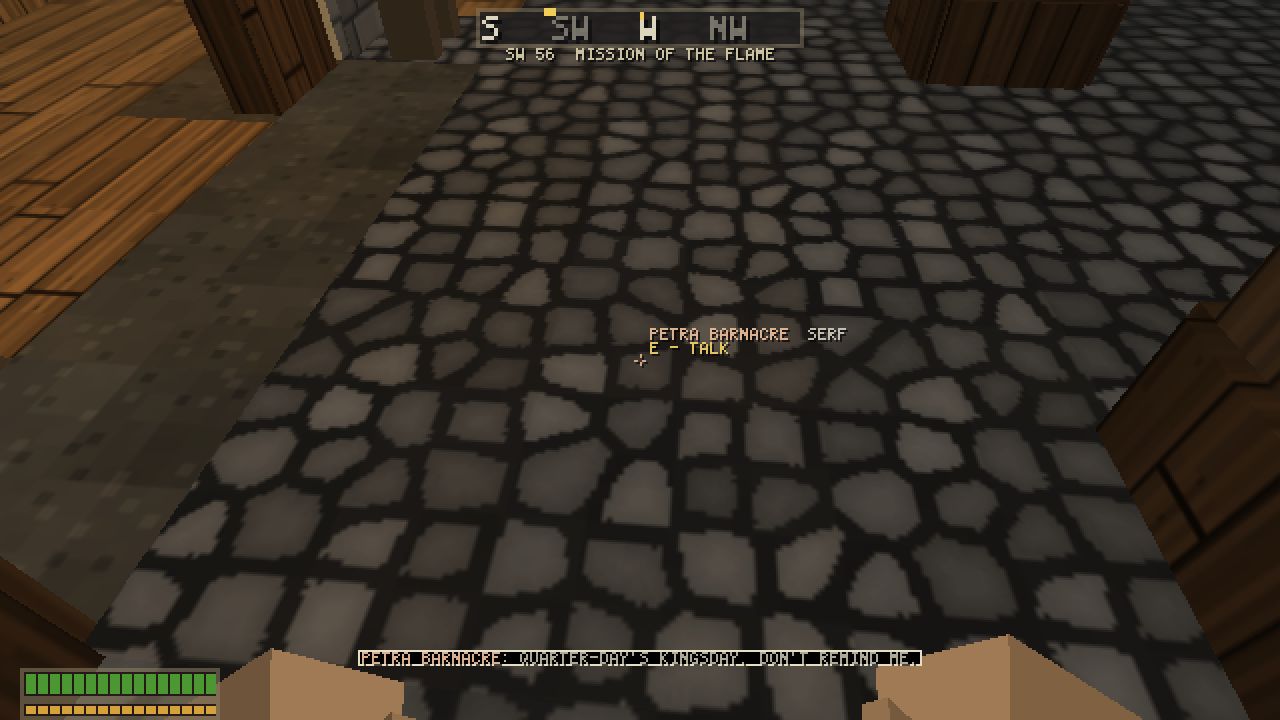 S SW W NW
SW 56 MISSION OF THE FLAME
PETRA BARNACRE SERF
E - TALK
PETRA BARNACRE: QUARTER-DAY'S KINGSDAY. DON'T REMIND ME.